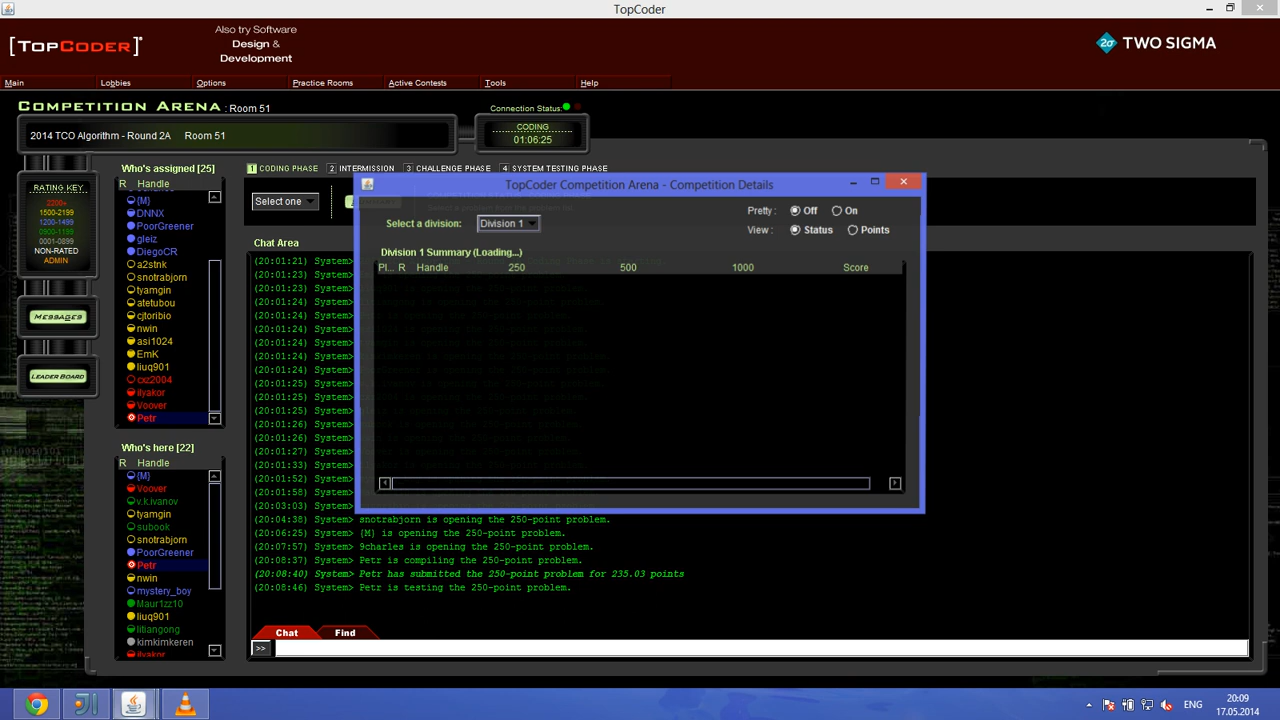 TopCoder
[TOPCODER]
Also try Software
Design &
Development
2σ TWO SIGMA
Main Lobbies Options Practice Rooms Active Contests Tools Help
COMPETITION ARENA : Room 51
Connection Status:
2014 TCO Algorithm - Round 2A Room 51
CODING
01:06:25
RATING KEY
2200+
1500-2199
1200-1499
0900-1199
0001-0899
NON-RATED
ADMIN
MESSAGES
LEADER BOARD
Who's assigned [25]
R Handle
{M}
DNNX
PoorGreener
gleiz
DiegoCR
a2stnk
snotrabjorn
tyamgin
atetubou
cjtoribio
nwin
asi1024
EmK
liuq901
cxz2004
ilyakor
Voover
Petr
Who's here [22]
R Handle
{M}
Voover
v.k.ivanov
tyamgin
subook
snotrabjorn
PoorGreener
Petr
nwin
mystery_boy
Maur1zz10
liuq901
litiangong
kimkimkeren
ilyakor
1 CODING PHASE 2 INTERMISSION 3 CHALLENGE PHASE 4 SYSTEM TESTING PHASE
Select one
Chat Area
TopCoder Competition Arena - Competition Details
Select a division: Division 1
Pretty : Off On
View : Status Points
Division 1 Summary (Loading...)
Pl... R Handle 250 500 1000 Score
(20:01:21) System>
(20:01:23) System>
(20:01:23) System>
(20:01:24) System>
(20:01:24) System>
(20:01:24) System>
(20:01:24) System>
(20:01:24) System>
(20:01:24) System>
(20:01:25) System>
(20:01:25) System>
(20:01:25) System>
(20:01:26) System>
(20:01:26) System>
(20:01:27) System>
(20:01:33) System>
(20:01:52) System>
(20:01:58) System>
(20:03:03) System>
(20:04:38) System> snotrabjorn is opening the 250-point problem.
(20:06:25) System> {M} is opening the 250-point problem.
(20:07:57) System> 9charles is opening the 250-point problem.
(20:08:37) System> Petr is compiling the 250-point problem.
(20:08:40) System> Petr has submitted the 250-point problem for 235.03 points
(20:08:46) System> Petr is testing the 250-point problem.
Chat Find
>>
ENG
20:09
17.05.2014